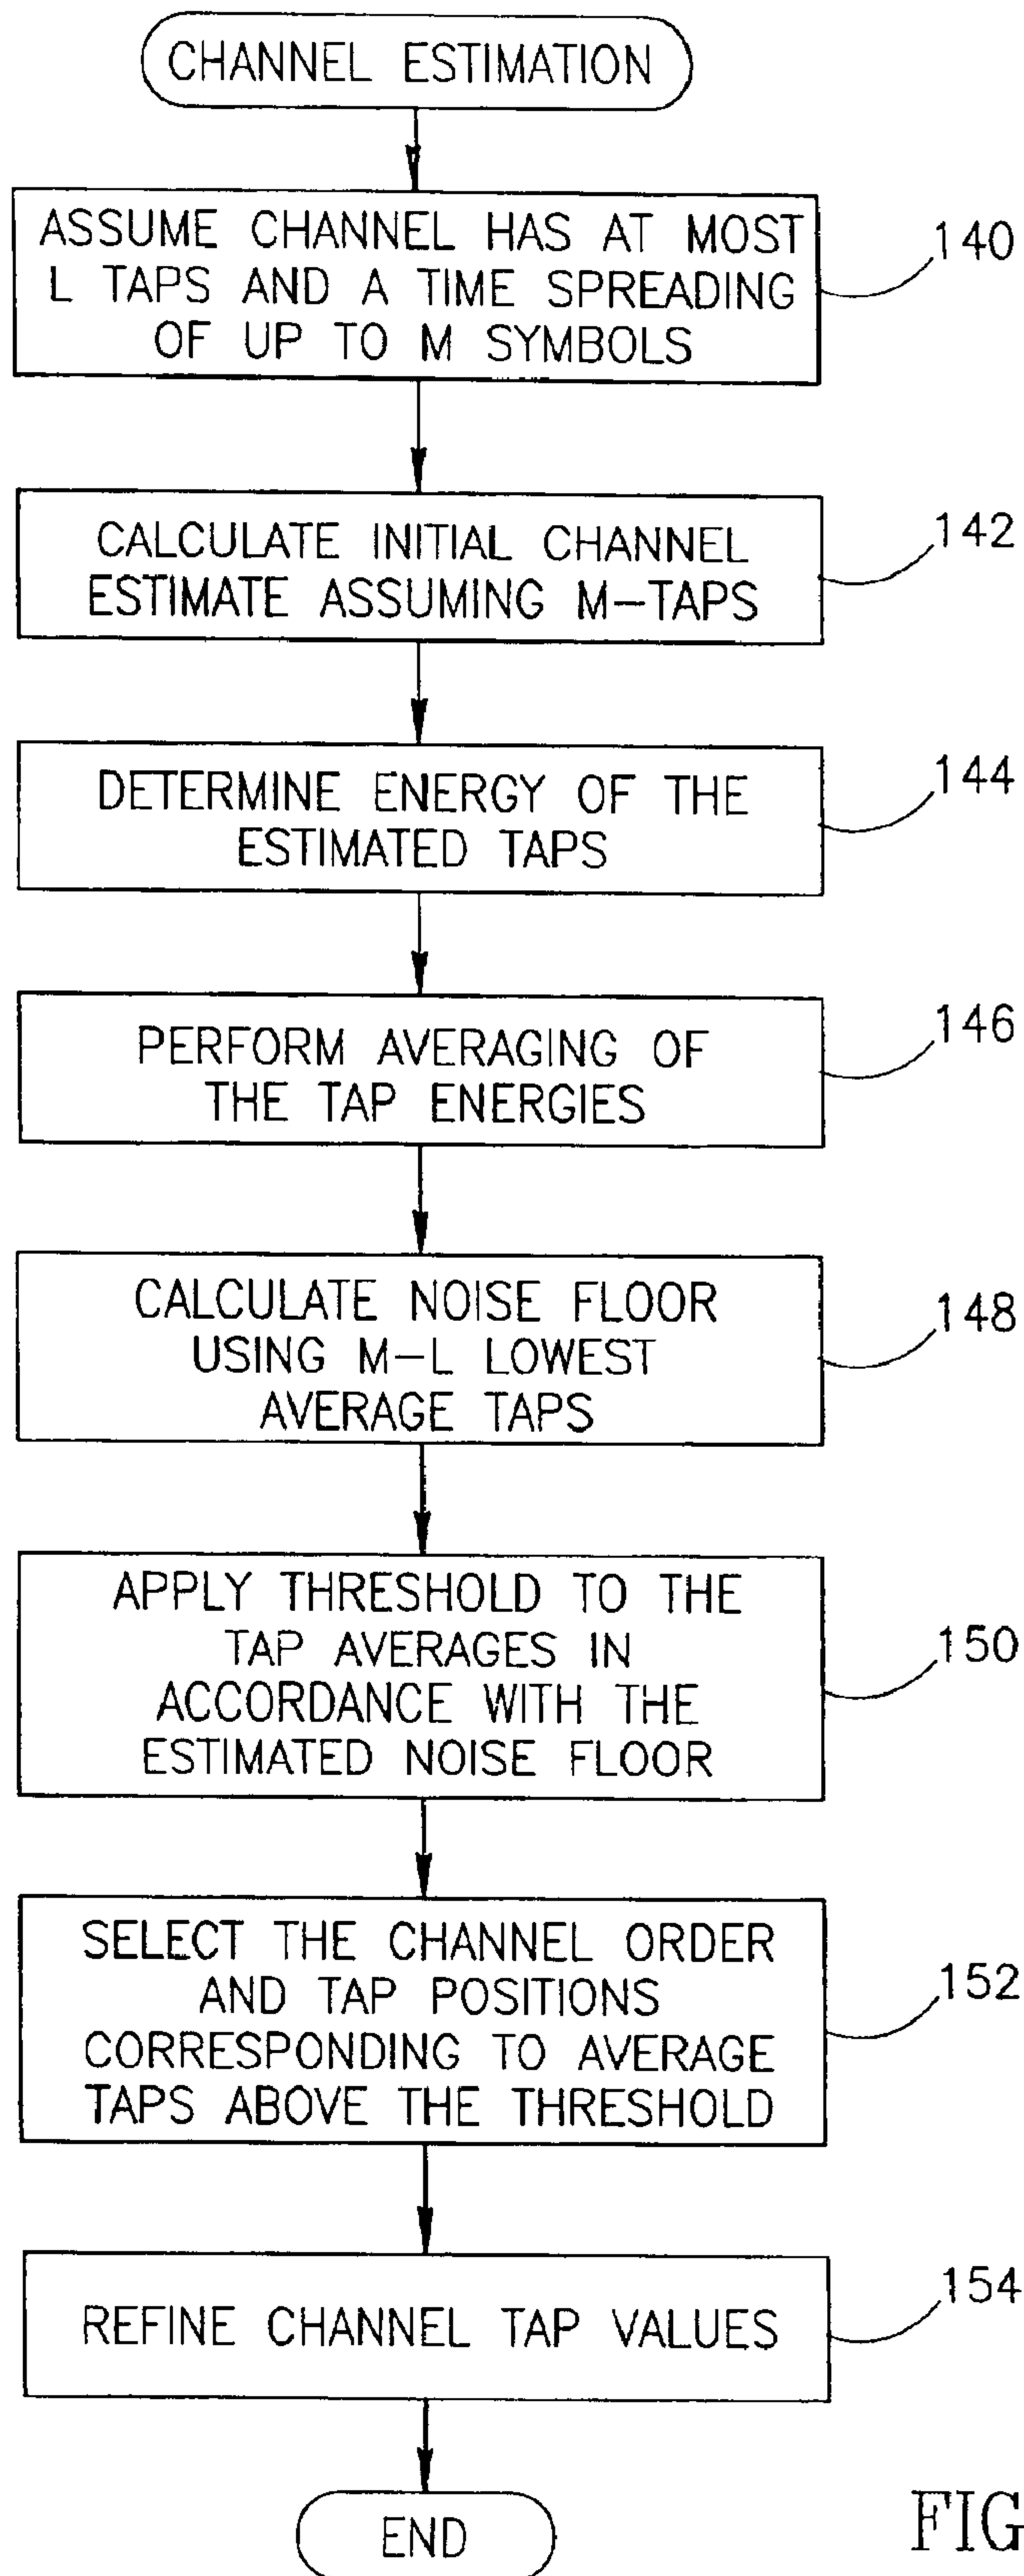 CHANNEL ESTIMATION
ASSUME CHANNEL HAS AT MOST
L TAPS AND A TIME SPREADING
OF UP TO M SYMBOLS
140
CALCULATE INITIAL CHANNEL
ESTIMATE ASSUMING M-TAPS
142
DETERMINE ENERGY OF THE
ESTIMATED TAPS
144
PERFORM AVERAGING OF
THE TAP ENERGIES
146
CALCULATE NOISE FLOOR
USING M-L LOWEST
AVERAGE TAPS
148
APPLY THRESHOLD TO THE
TAP AVERAGES IN
ACCORDANCE WITH THE
ESTIMATED NOISE FLOOR
150
SELECT THE CHANNEL ORDER
AND TAP POSITIONS
CORRESPONDING TO AVERAGE
TAPS ABOVE THE THRESHOLD
152
REFINE CHANNEL TAP VALUES
154
END
FIG